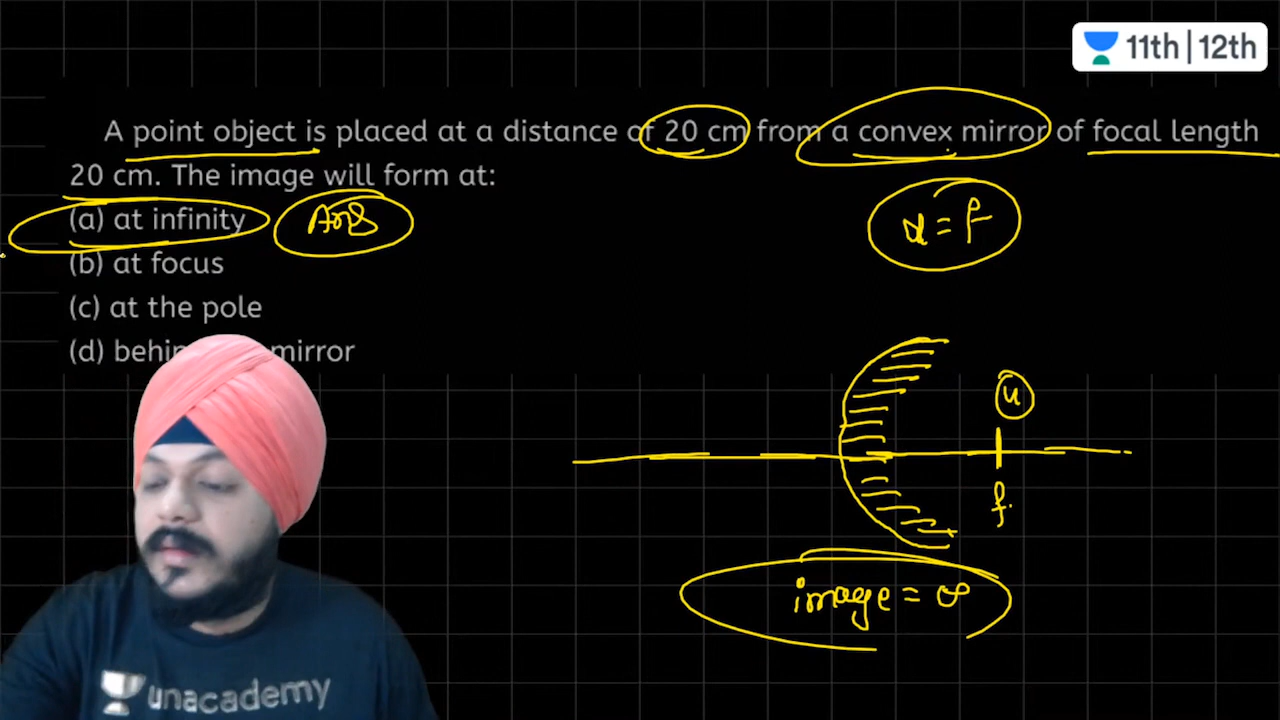 11th | 12th
A point object is placed at a distance of 20 cm from a convex mirror of focal length
20 cm. The image will form at:
(a) at infinity
Ans
u = f
(b) at focus
(c) at the pole
(d) behin mirror
u
f.
image = ∞
unacademy